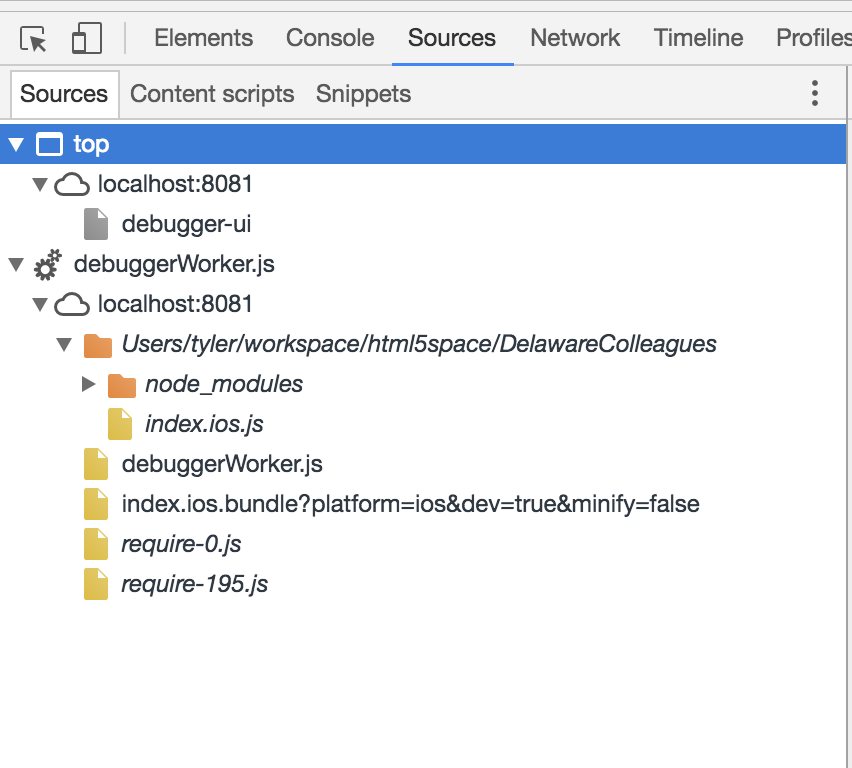 Elements Console Sources Network Timeline Profiles
Sources Content scripts Snippets
top
localhost:8081
debugger-ui
debuggerWorker.js
localhost:8081
Users/tyler/workspace/html5space/DelawareColleagues
node_modules
index.ios.js
debuggerWorker.js
index.ios.bundle?platform=ios&dev=true&minify=false
require-0.js
require-195.js